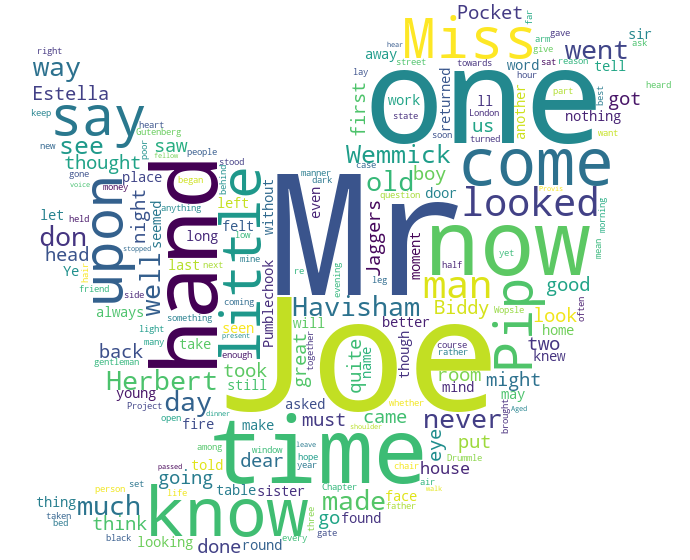 Mr
Joe
one
hand
time
now
know
say
come
Miss
upon
little
Pip
looked
man
Havisham
Herbert
well
old
never
made
see
way
much
don
day
Wemmick
went
Estella
Pocket
sir
tell
got
nothing
word
away
first
work
ll
us
another
returned
hour
arm
gave
give
far
ask
hear
towards
sat
reason
part
best
heard
want
street
state
London
turned
soon
right
keep
new
heart
Gutenberg
poor
fellow
people
saw
thought
place
gone
voice
money
began
stood
behind
manner
dark
case
question
boy
door
Jaggers
moment
even
without
Pumblechook
left
felt
low
mine
long
anything
night
seemed
let
held
head
Ye
hair
stopped
friend
side
always
last
next
re
evening
leg
half
yet
Provis
mean
morning
good
Biddy
Wopsle
often
look
home
two
knew
course
rather
mind
room
might
may
better
though
will
great
together
quite
name
seen
coming
something
light
many
take
present
enough
back
gentleman
took
still
young
Project
open
dinner
fire
asked
must
came
whether
brought
Aged
put
eye
Drummle
house
air
walk
chair
shoulder
make
among
window
hope
leave
year
dear
told
passed
going
table
sister
Chapter
face
father
person
set
life
thing
taken
bed
think
black
looking
done
round
three
every
gate
go
found